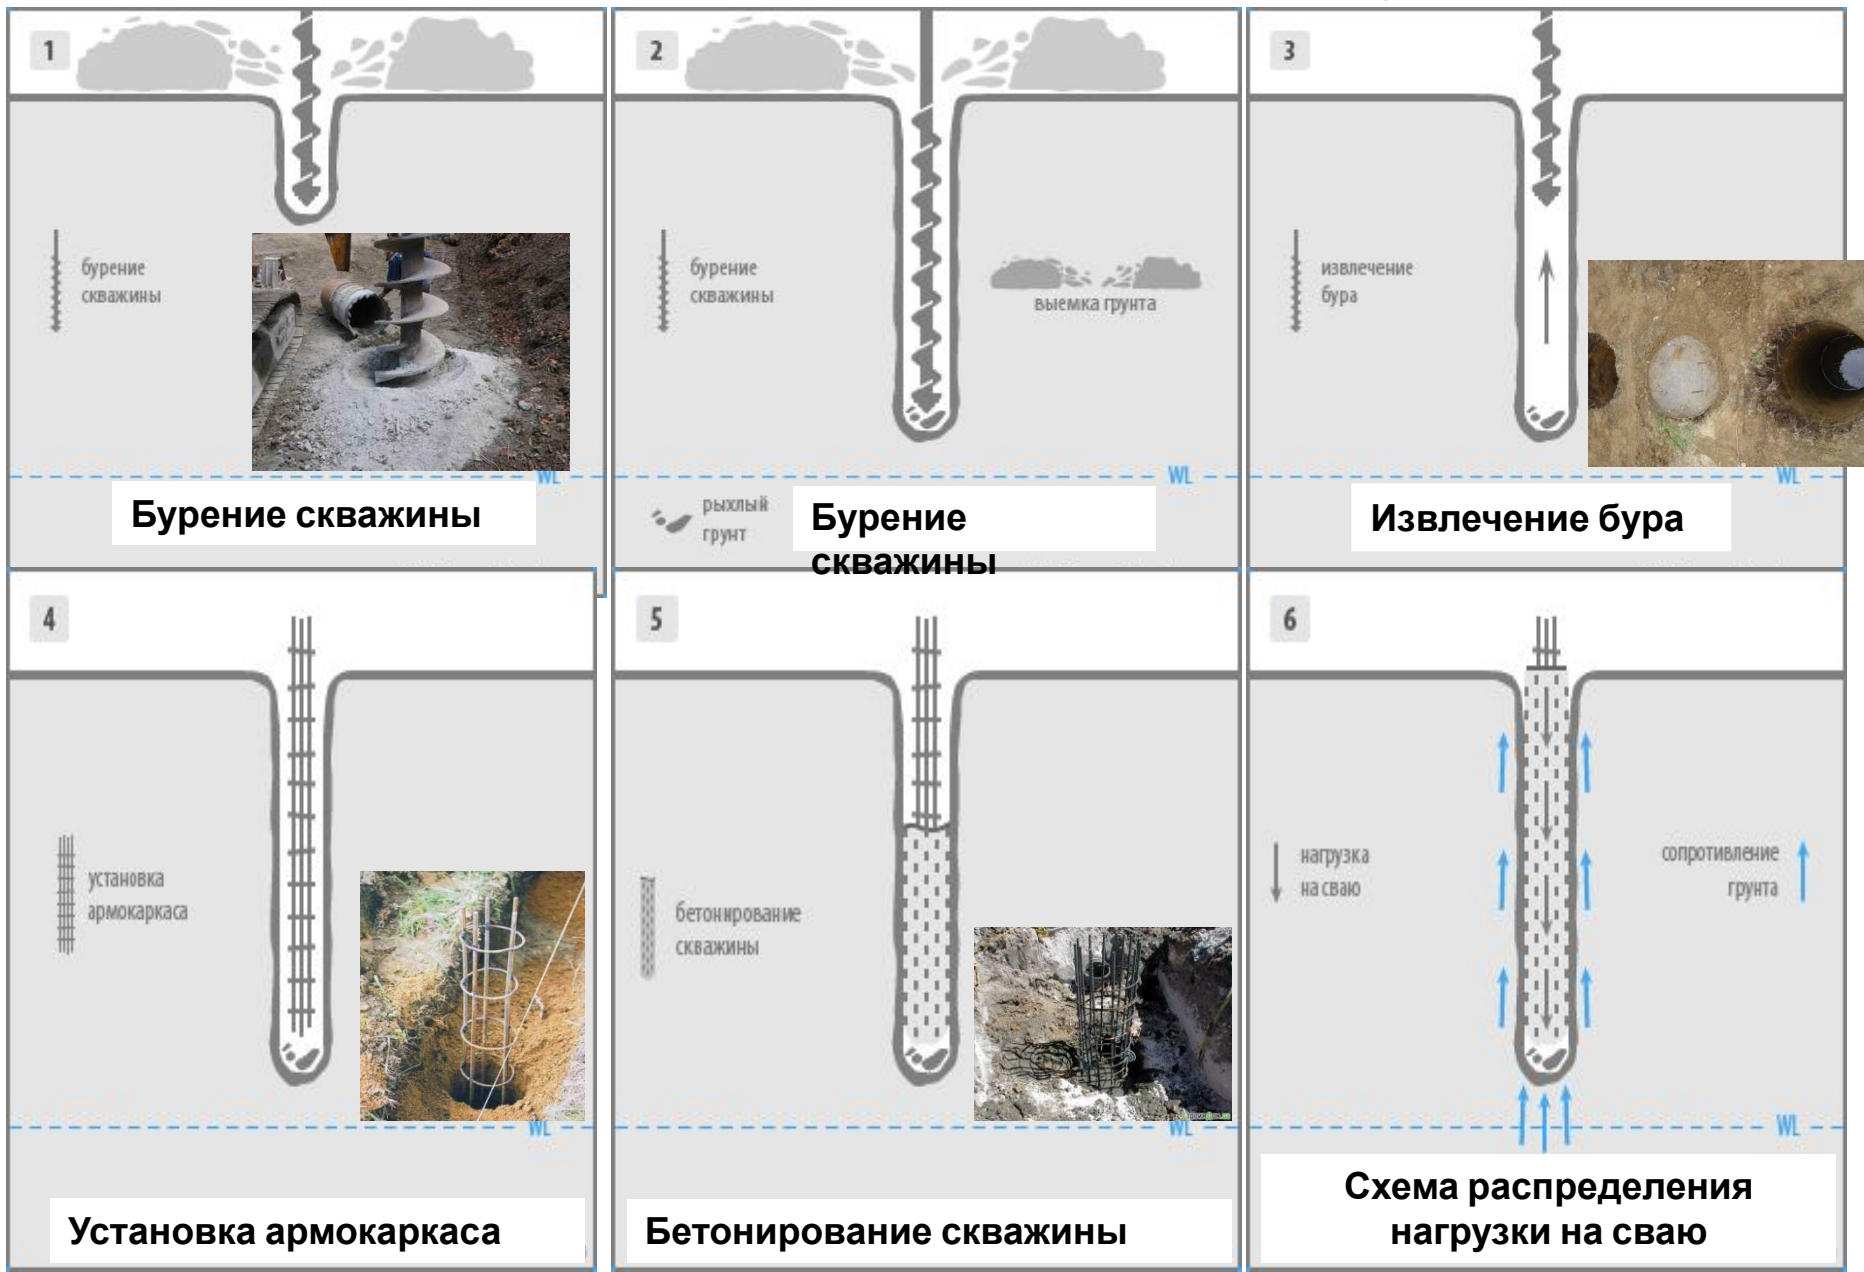 1
бурение
скважины
WL
Бурение скважины
2
бурение
скважины
выемка грунта
WL
рыхлый
грунт
Бурение
скважины
3
извлечение
бура
WL
Извлечение бура
4
установка
армокаркаса
WL
Установка армокаркаса
5
бетонирование
скважины
WL
Бетонирование скважины
6
нагрузка
на сваю
сопротивление
грунта
WL
Схема распределения
нагрузки на сваю